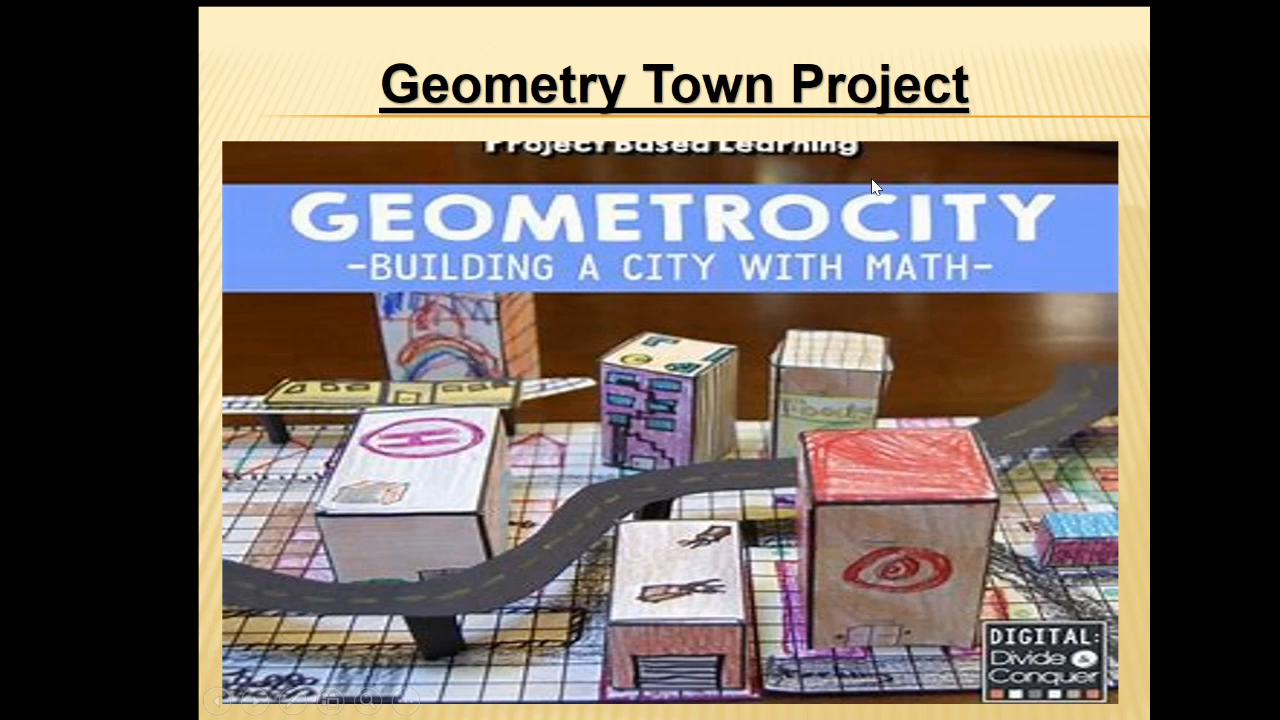 Geometry Town Project
Project Based Learning
GEOMETROCITY
-BUILDING A CITY WITH MATH-
H
Foods
DIGITAL:
Divide &
Conquer